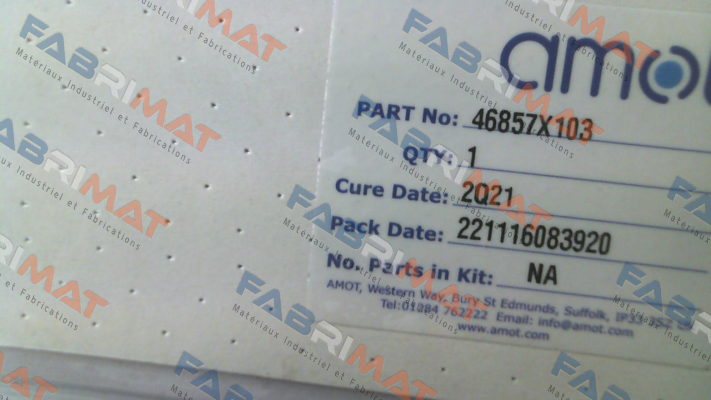 amot
PART No: 46857X103
QTY: 1
Cure Date: 2Q21
Pack Date: 221116083920
No. Parts in Kit: NA
AMOT, Western Way, Bury St Edmunds, Suffolk, IP33
Tel:01284 762222 Email: info@amot.com
www.amot.com
FABRIMAT
Materiaux Industriel et Fabrications